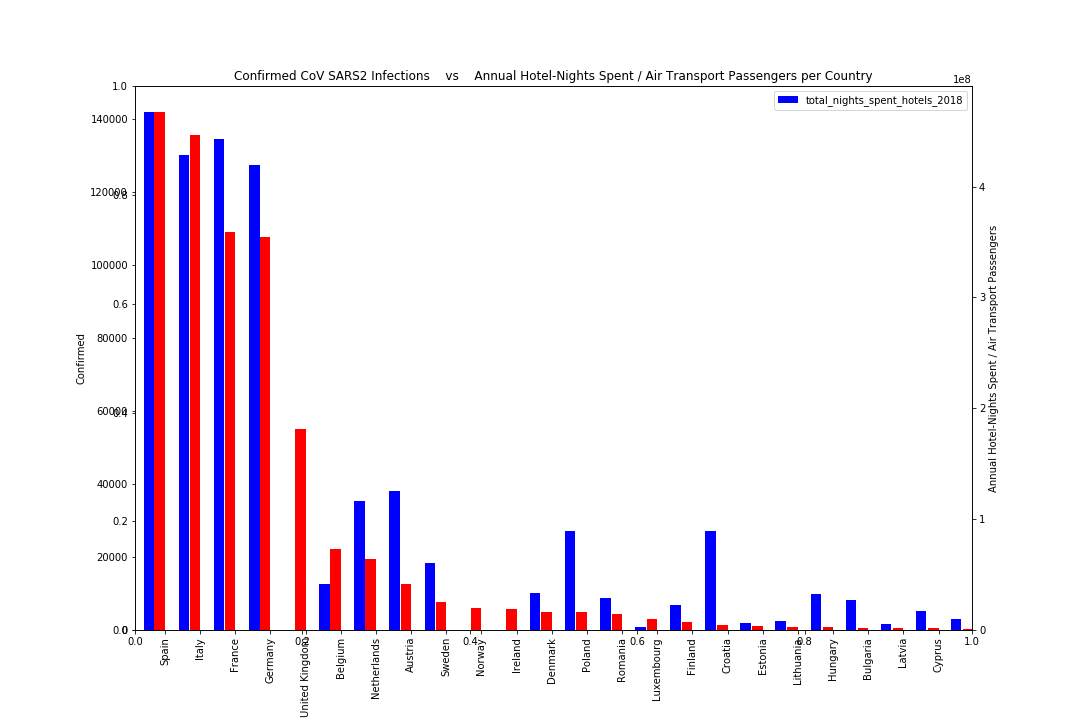 Confirmed CoV SARS2 Infections vs Annual Hotel-Nights Spent / Air Transport Passengers per Country
1e8
total_nights_spent_hotels_2018
1.0
140000
120000
0.8
100000
0.6
80000
60000
0.4
40000
0.2
20000
0.0
0
Confirmed
4
3
2
1
0
Annual Hotel-Nights Spent / Air Transport Passengers
0.0
0.2
0.4
0.6
0.8
1.0
Spain
Italy
France
Germany
United Kingdom
Belgium
Netherlands
Austria
Sweden
Norway
Ireland
Denmark
Poland
Romania
Luxembourg
Finland
Croatia
Estonia
Lithuania
Hungary
Bulgaria
Latvia
Cyprus